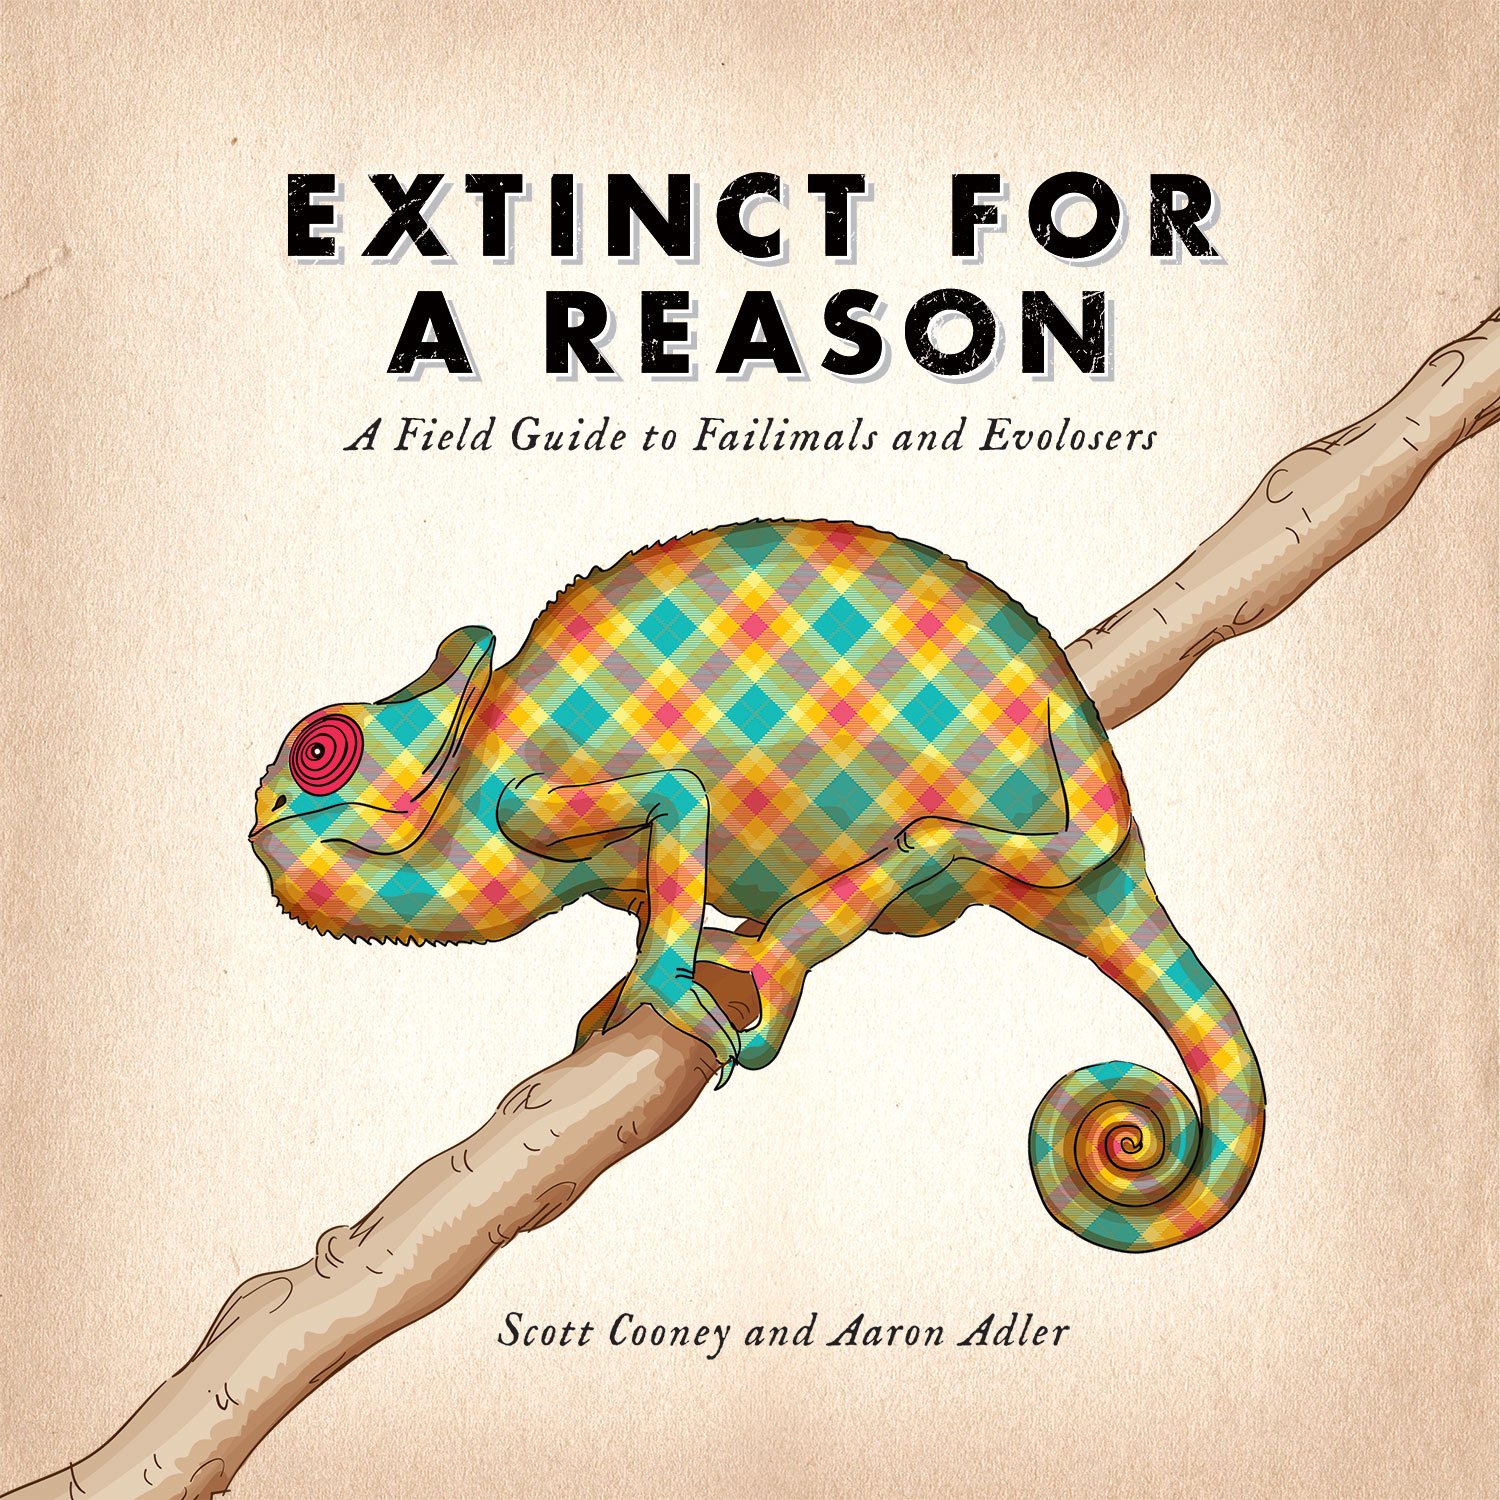 EXTINCT FOR
A REASON
A Field Guide to Failimals and Evolosers
Scott Cooney and Aaron Adler